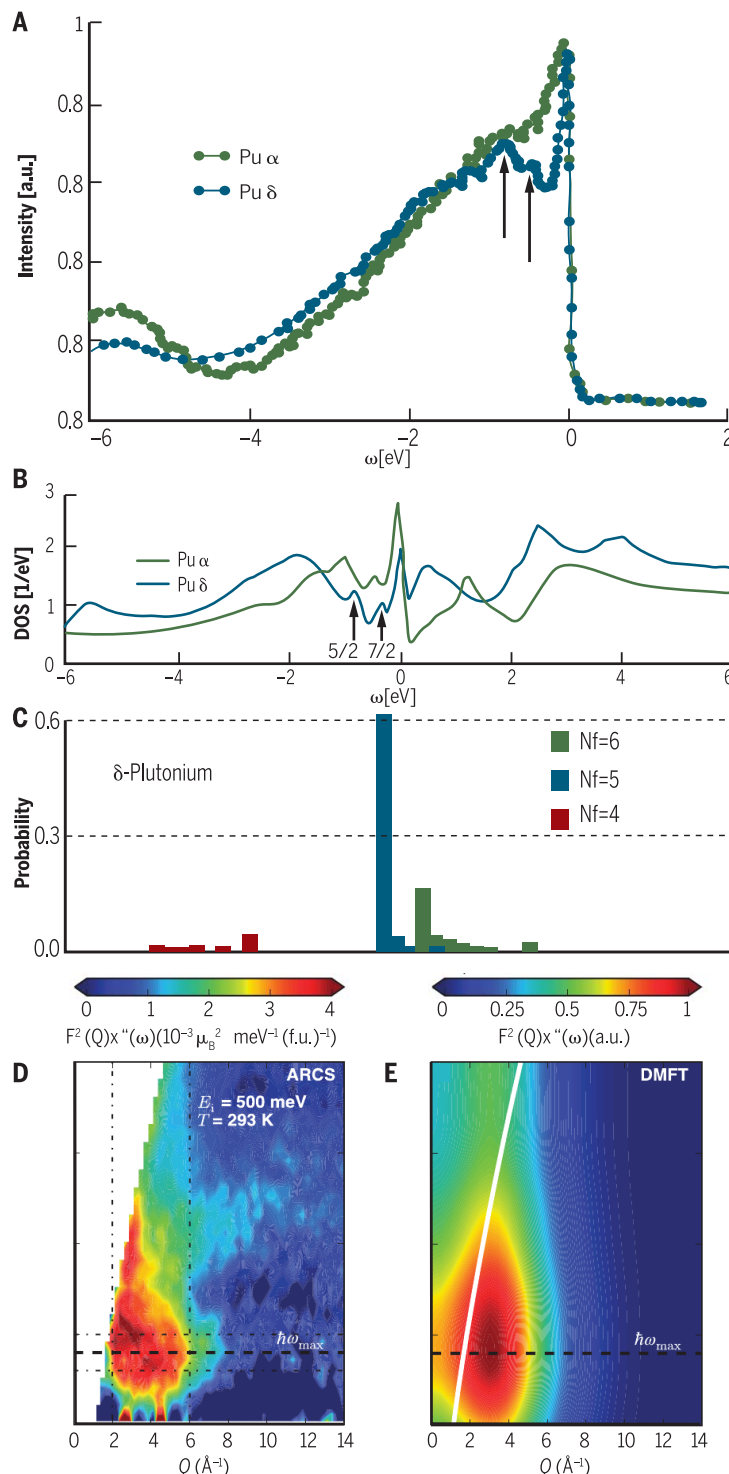 A
1
0.8
0.8
0.8
0.8
0.8
Intensity [a.u.]
Pu α
Pu δ
−6
−4
−2
0
2
ω[eV]
B
3
2
1
0
DOS [1/eV]
Pu α
Pu δ
5/2
7/2
−6
−4
−2
0
2
4
6
ω[eV]
C
0.6
0.3
0.0
Probability
δ-Plutonium
Nf=6
Nf=5
Nf=4
0 1 2 3 4
F² (Q)x “(ω)(10⁻³ μ_B² meV⁻¹ (f.u.)⁻¹)
0 0.25 0.5 0.75 1
F² (Q)x “(ω)(a.u.)
D
ARCS
E_i = 500 meV
T = 293 K
ħω_max
0 2 4 6 8 10 12 14
Q (Å⁻¹)
E
DMFT
ħω_max
0 2 4 6 8 10 12 14
Q (Å⁻¹)